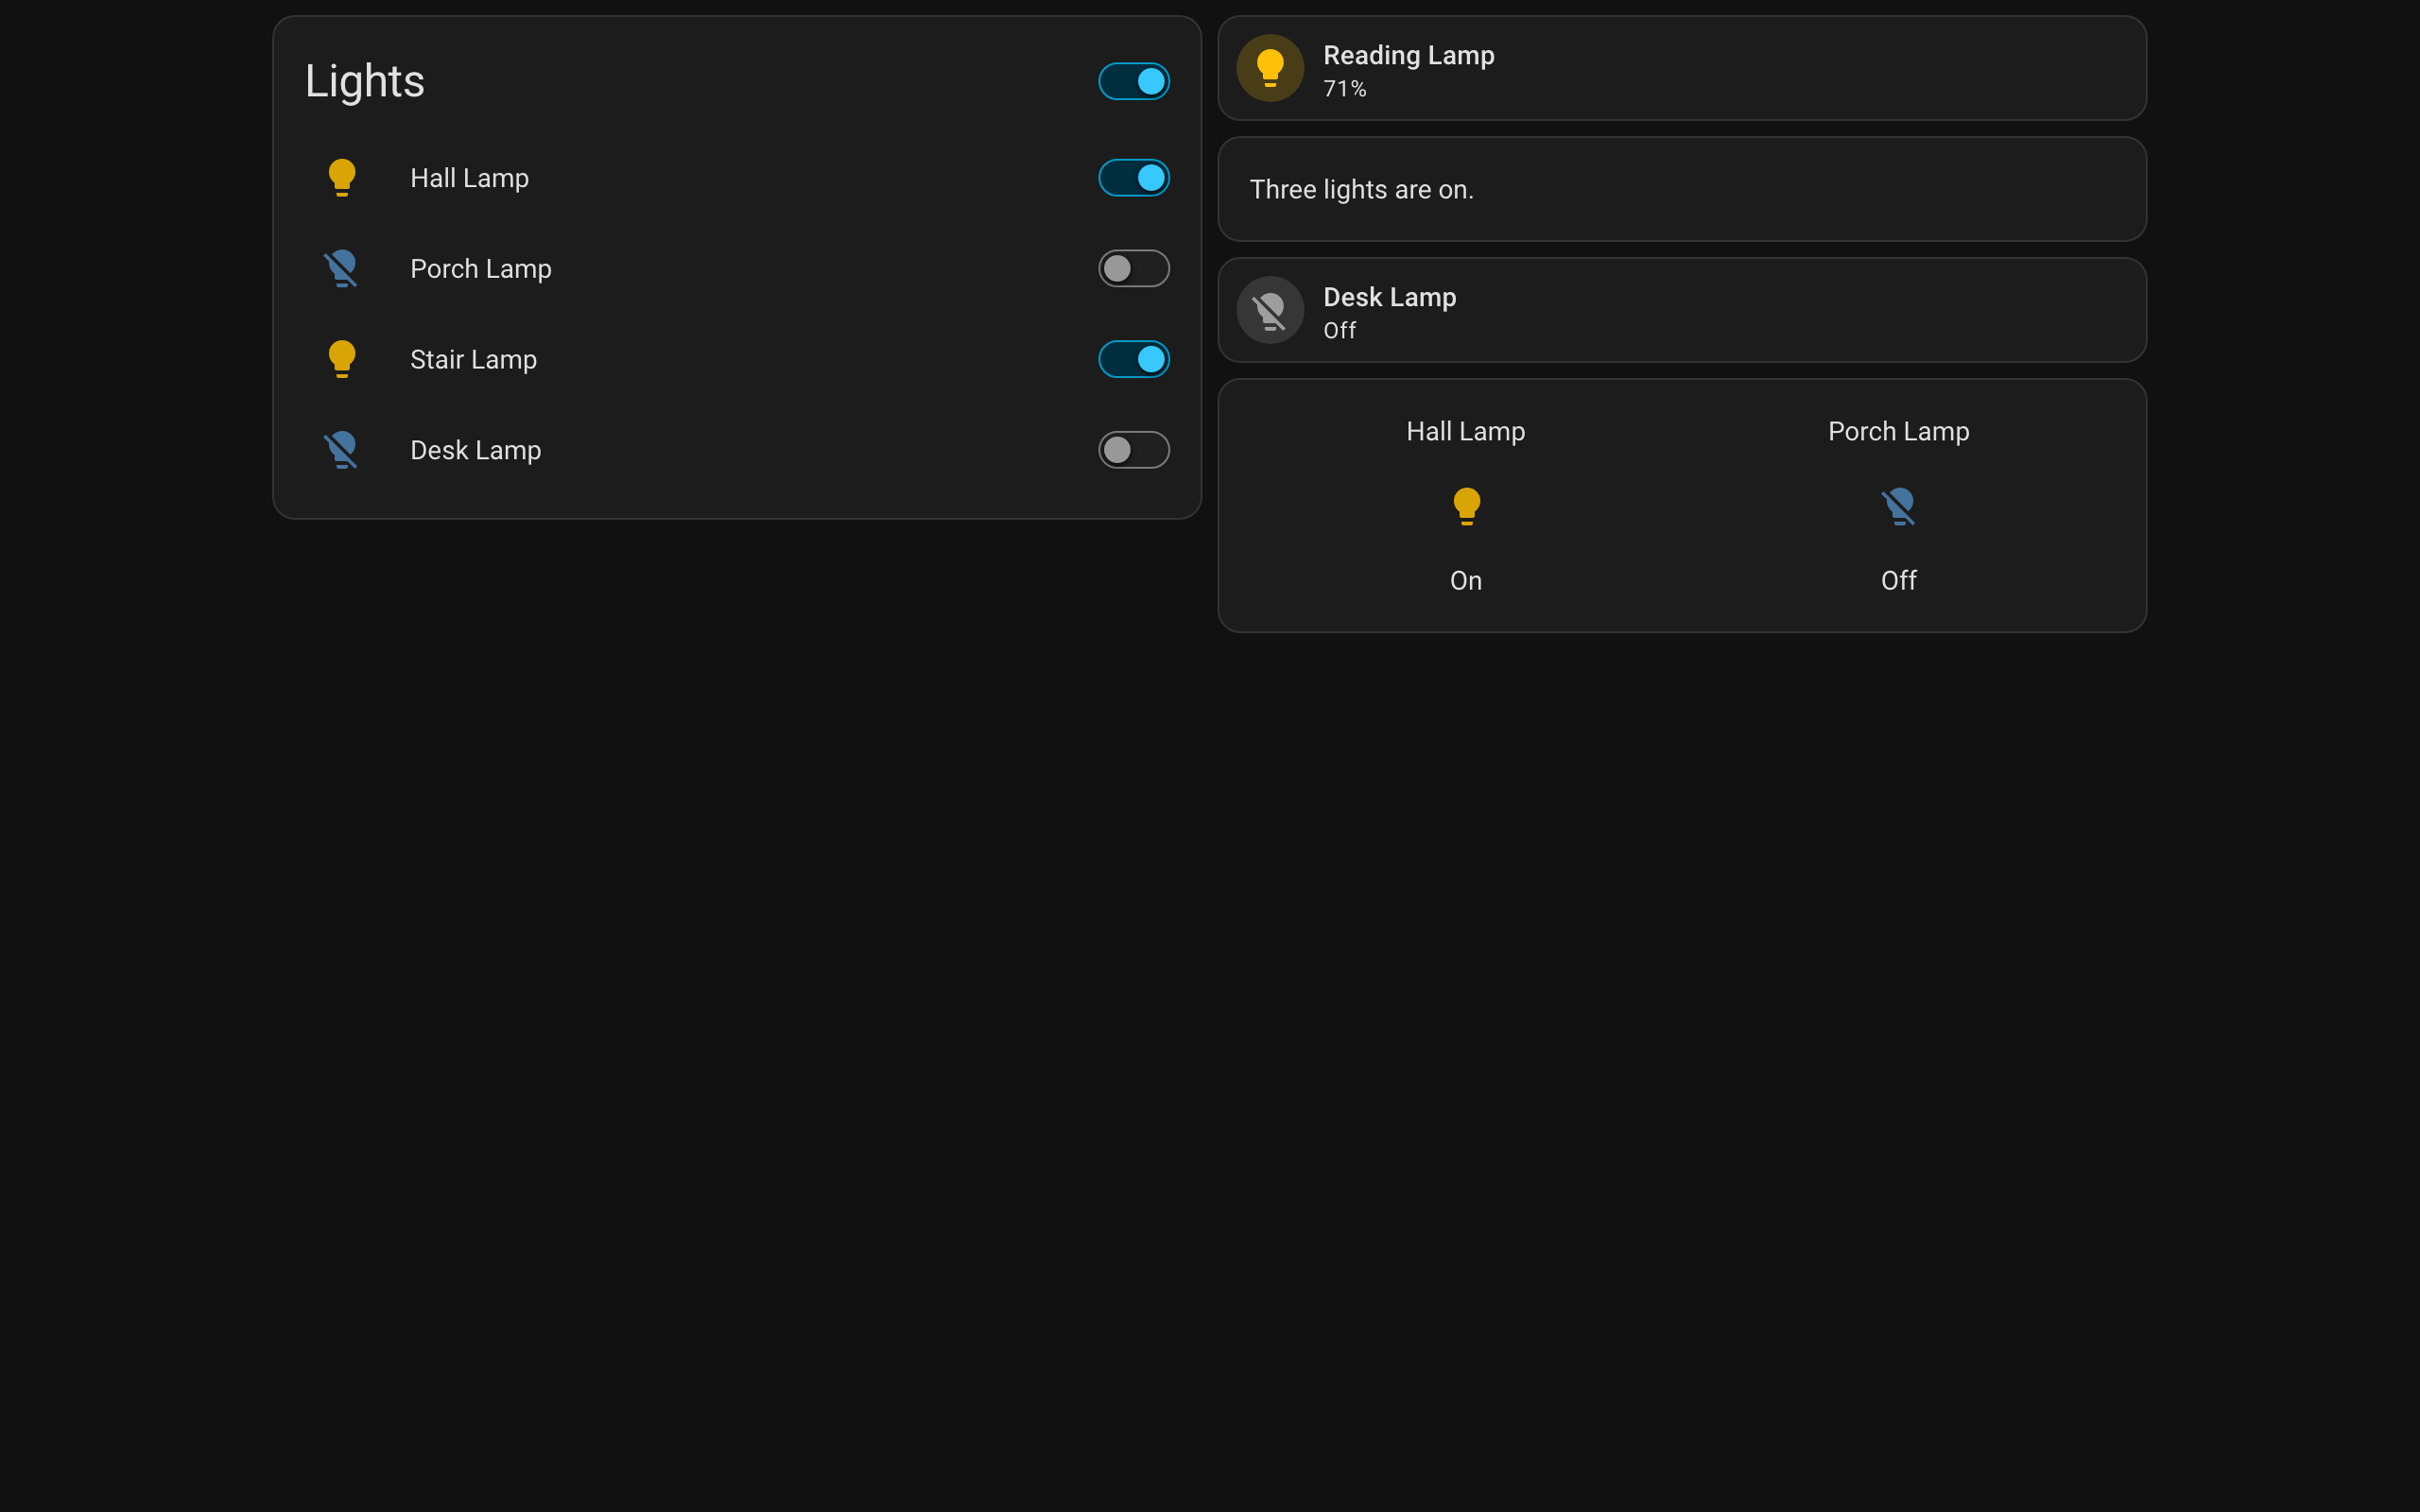 Lights
Hall Lamp
Porch Lamp
Stair Lamp
Desk Lamp
Reading Lamp
71%
Three lights are on.
Desk Lamp
Off
Hall Lamp
Porch Lamp
On
Off